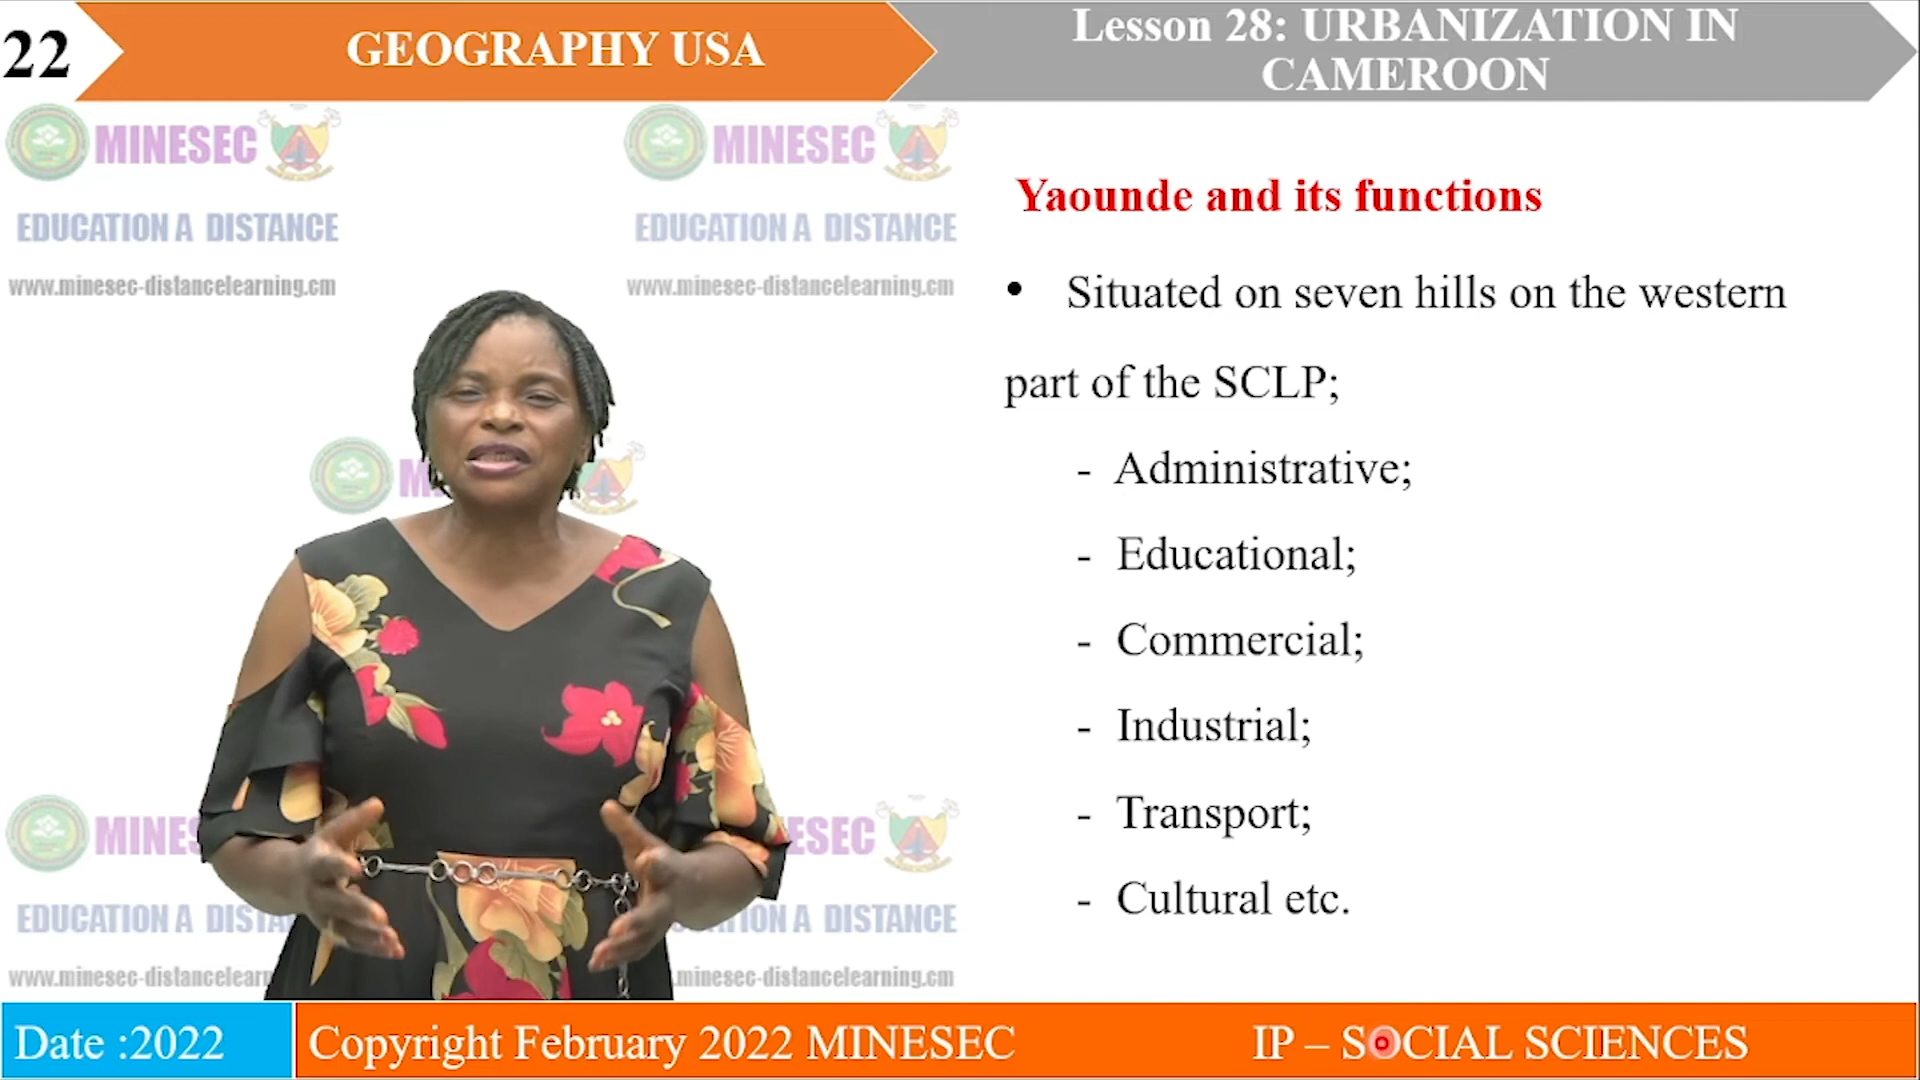 22
GEOGRAPHY USA
Lesson 28: URBANIZATION IN
CAMEROON
MINESEC
EDUCATION A DISTANCE
www.minesec-distancelearning.cm
MINESEC
EDUCATION A DISTANCE
www.minesec-distancelearning.cm
Yaounde and its functions
• Situated on seven hills on the western
part of the SCLP;
- Administrative;
- Educational;
- Commercial;
- Industrial;
- Transport;
- Cultural etc.
Date :2022
Copyright February 2022 MINESEC
IP – SOCIAL SCIENCES